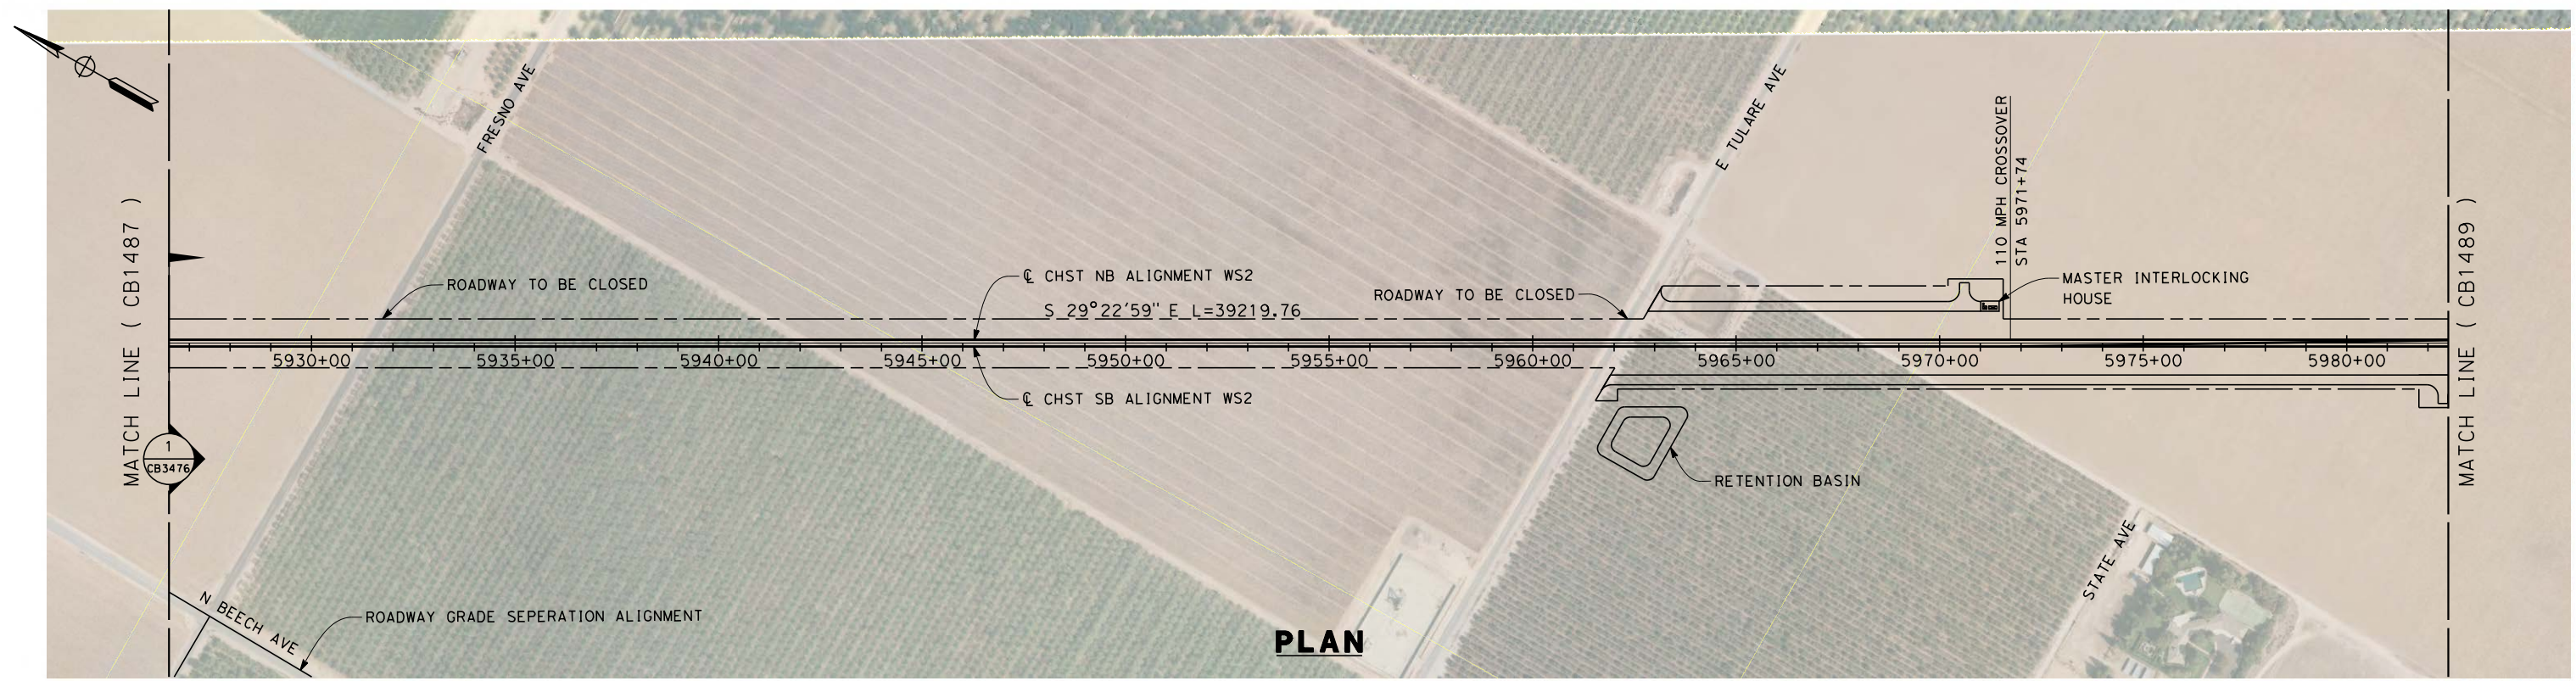 FRESNO AVE
E TULARE AVE
110 MPH CROSSOVER
STA 5971+74
MATCH LINE ( CB1487 )
MATCH LINE ( CB1489 )
ROADWAY TO BE CLOSED
℄ CHST NB ALIGNMENT WS2
S 29°22'59" E L=39219.76
ROADWAY TO BE CLOSED
MASTER INTERLOCKING
HOUSE
5930+00 5935+00 5940+00 5945+00 5950+00 5955+00 5960+00 5965+00 5970+00 5975+00 5980+00
℄ CHST SB ALIGNMENT WS2
1
CB3476
RETENTION BASIN
STATE AVE
N BEECH AVE
ROADWAY GRADE SEPERATION ALIGNMENT
PLAN